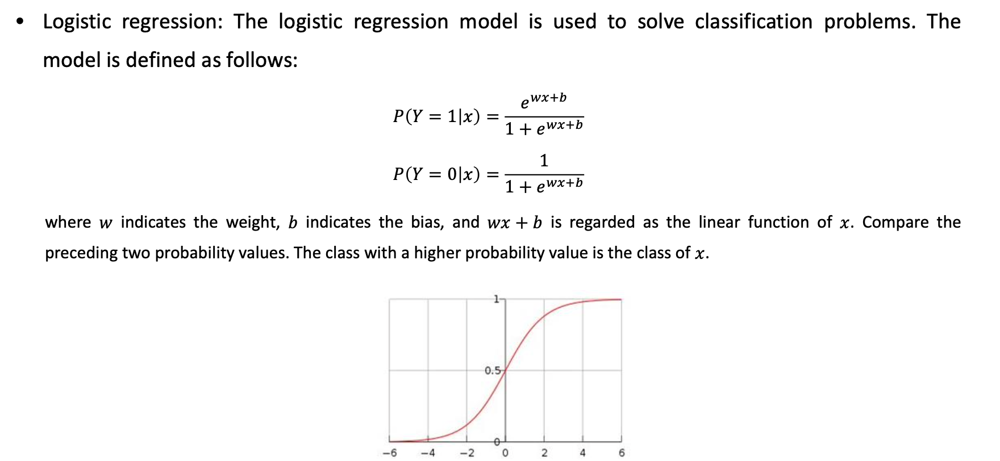 • Logistic regression: The logistic regression model is used to solve classification problems. The
model is defined as follows:
P(Y = 1|x) = e^{wx+b} / (1 + e^{wx+b})
P(Y = 0|x) = 1 / (1 + e^{wx+b})
where w indicates the weight, b indicates the bias, and wx + b is regarded as the linear function of x. Compare the
preceding two probability values. The class with a higher probability value is the class of x.
1
0.5
0
−6 −4 −2 0 2 4 6